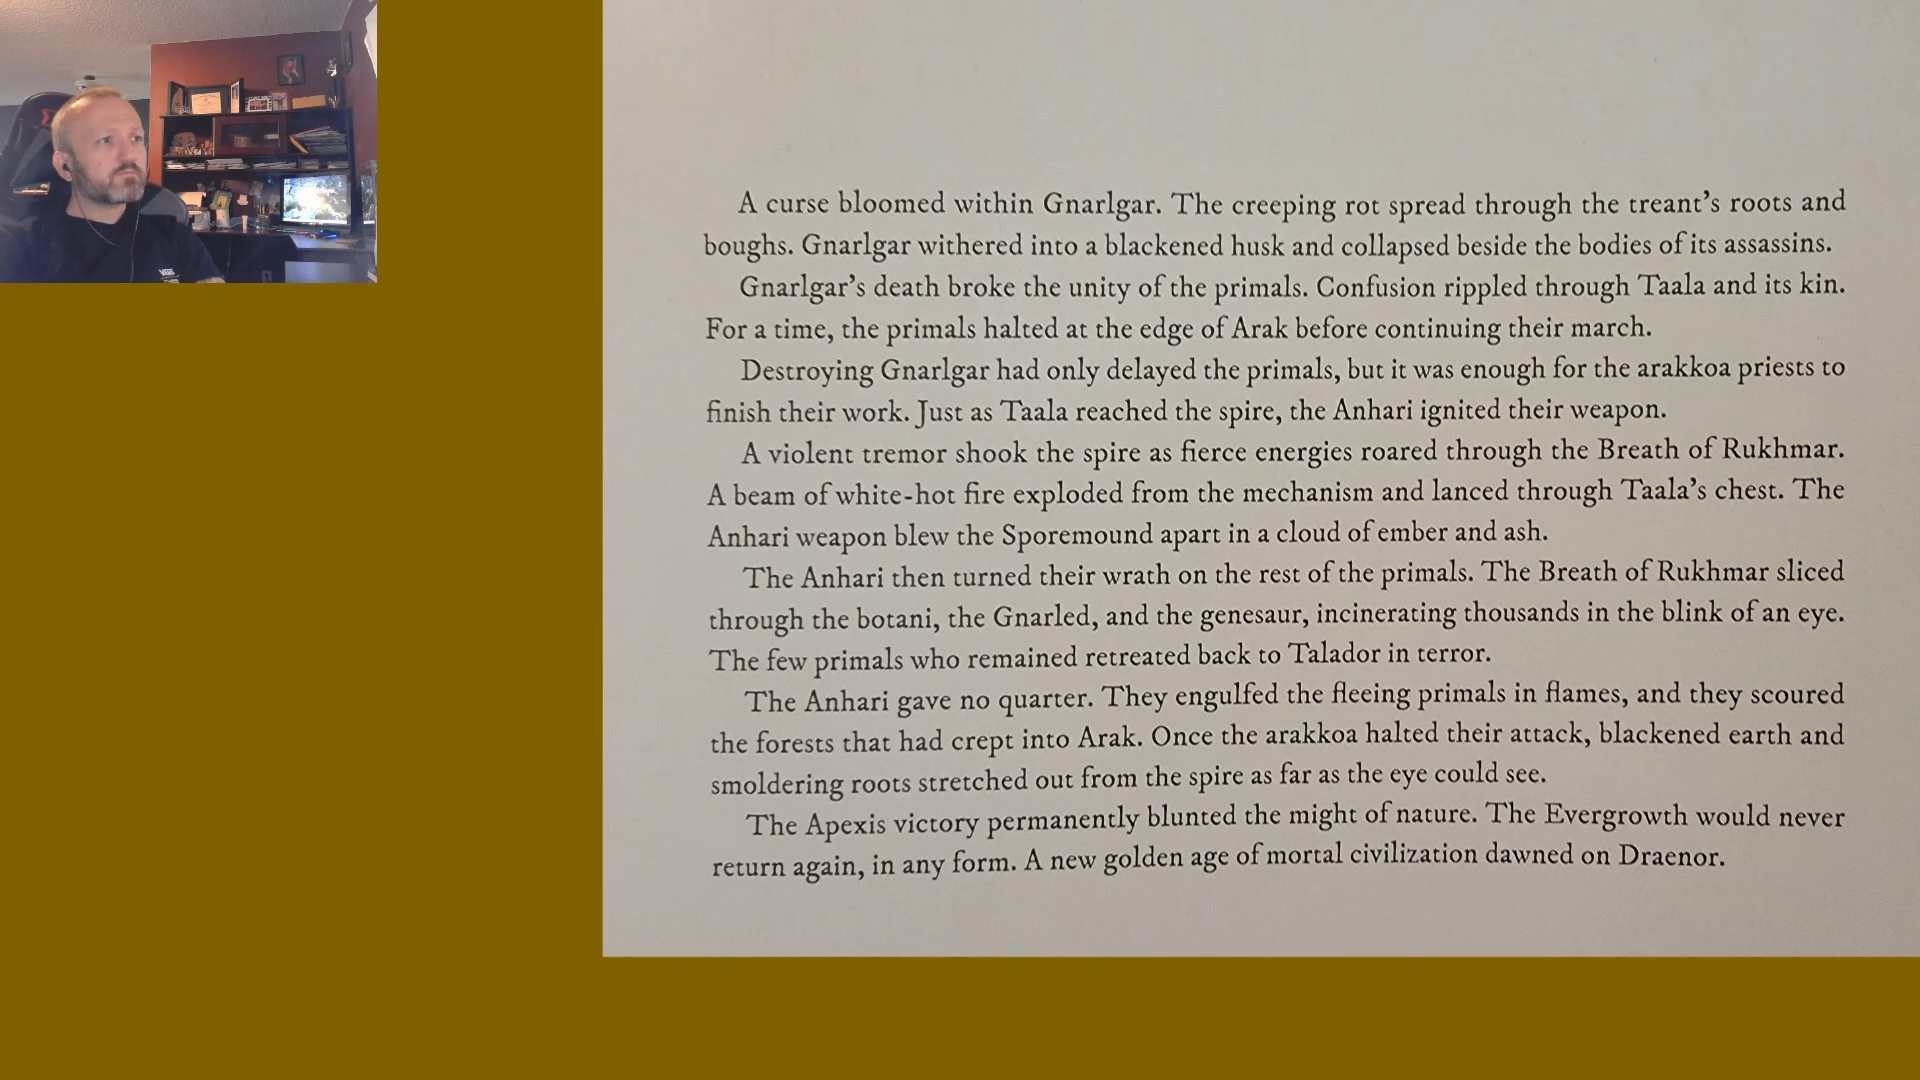 A curse bloomed within Gnarlgar. The creeping rot spread through the treant's roots and
boughs. Gnarlgar withered into a blackened husk and collapsed beside the bodies of its assassins.
Gnarlgar's death broke the unity of the primals. Confusion rippled through Taala and its kin.
For a time, the primals halted at the edge of Arak before continuing their march.
Destroying Gnarlgar had only delayed the primals, but it was enough for the arakkoa priests to
finish their work. Just as Taala reached the spire, the Anhari ignited their weapon.
A violent tremor shook the spire as fierce energies roared through the Breath of Rukhmar.
A beam of white-hot fire exploded from the mechanism and lanced through Taala's chest. The
Anhari weapon blew the Sporemound apart in a cloud of ember and ash.
The Anhari then turned their wrath on the rest of the primals. The Breath of Rukhmar sliced
through the botani, the Gnarled, and the genesaur, incinerating thousands in the blink of an eye.
The few primals who remained retreated back to Talador in terror.
The Anhari gave no quarter. They engulfed the fleeing primals in flames, and they scoured
the forests that had crept into Arak. Once the arakkoa halted their attack, blackened earth and
smoldering roots stretched out from the spire as far as the eye could see.
The Apexis victory permanently blunted the might of nature. The Evergrowth would never
return again, in any form. A new golden age of mortal civilization dawned on Draenor.